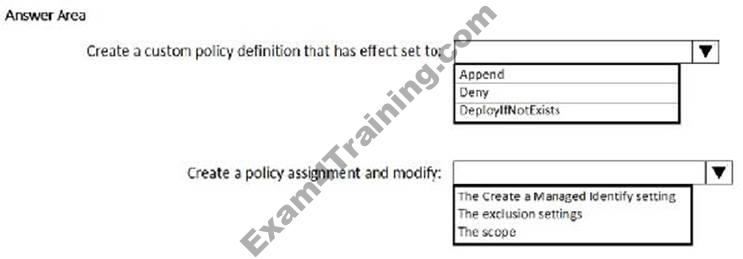 Answer Area
Create a custom policy definition that has effect set to:
Append
Deny
DeployIfNotExists
Create a policy assignment and modify:
The Create a Managed Identify setting
The exclusion settings
The scope
Exam4Training.com